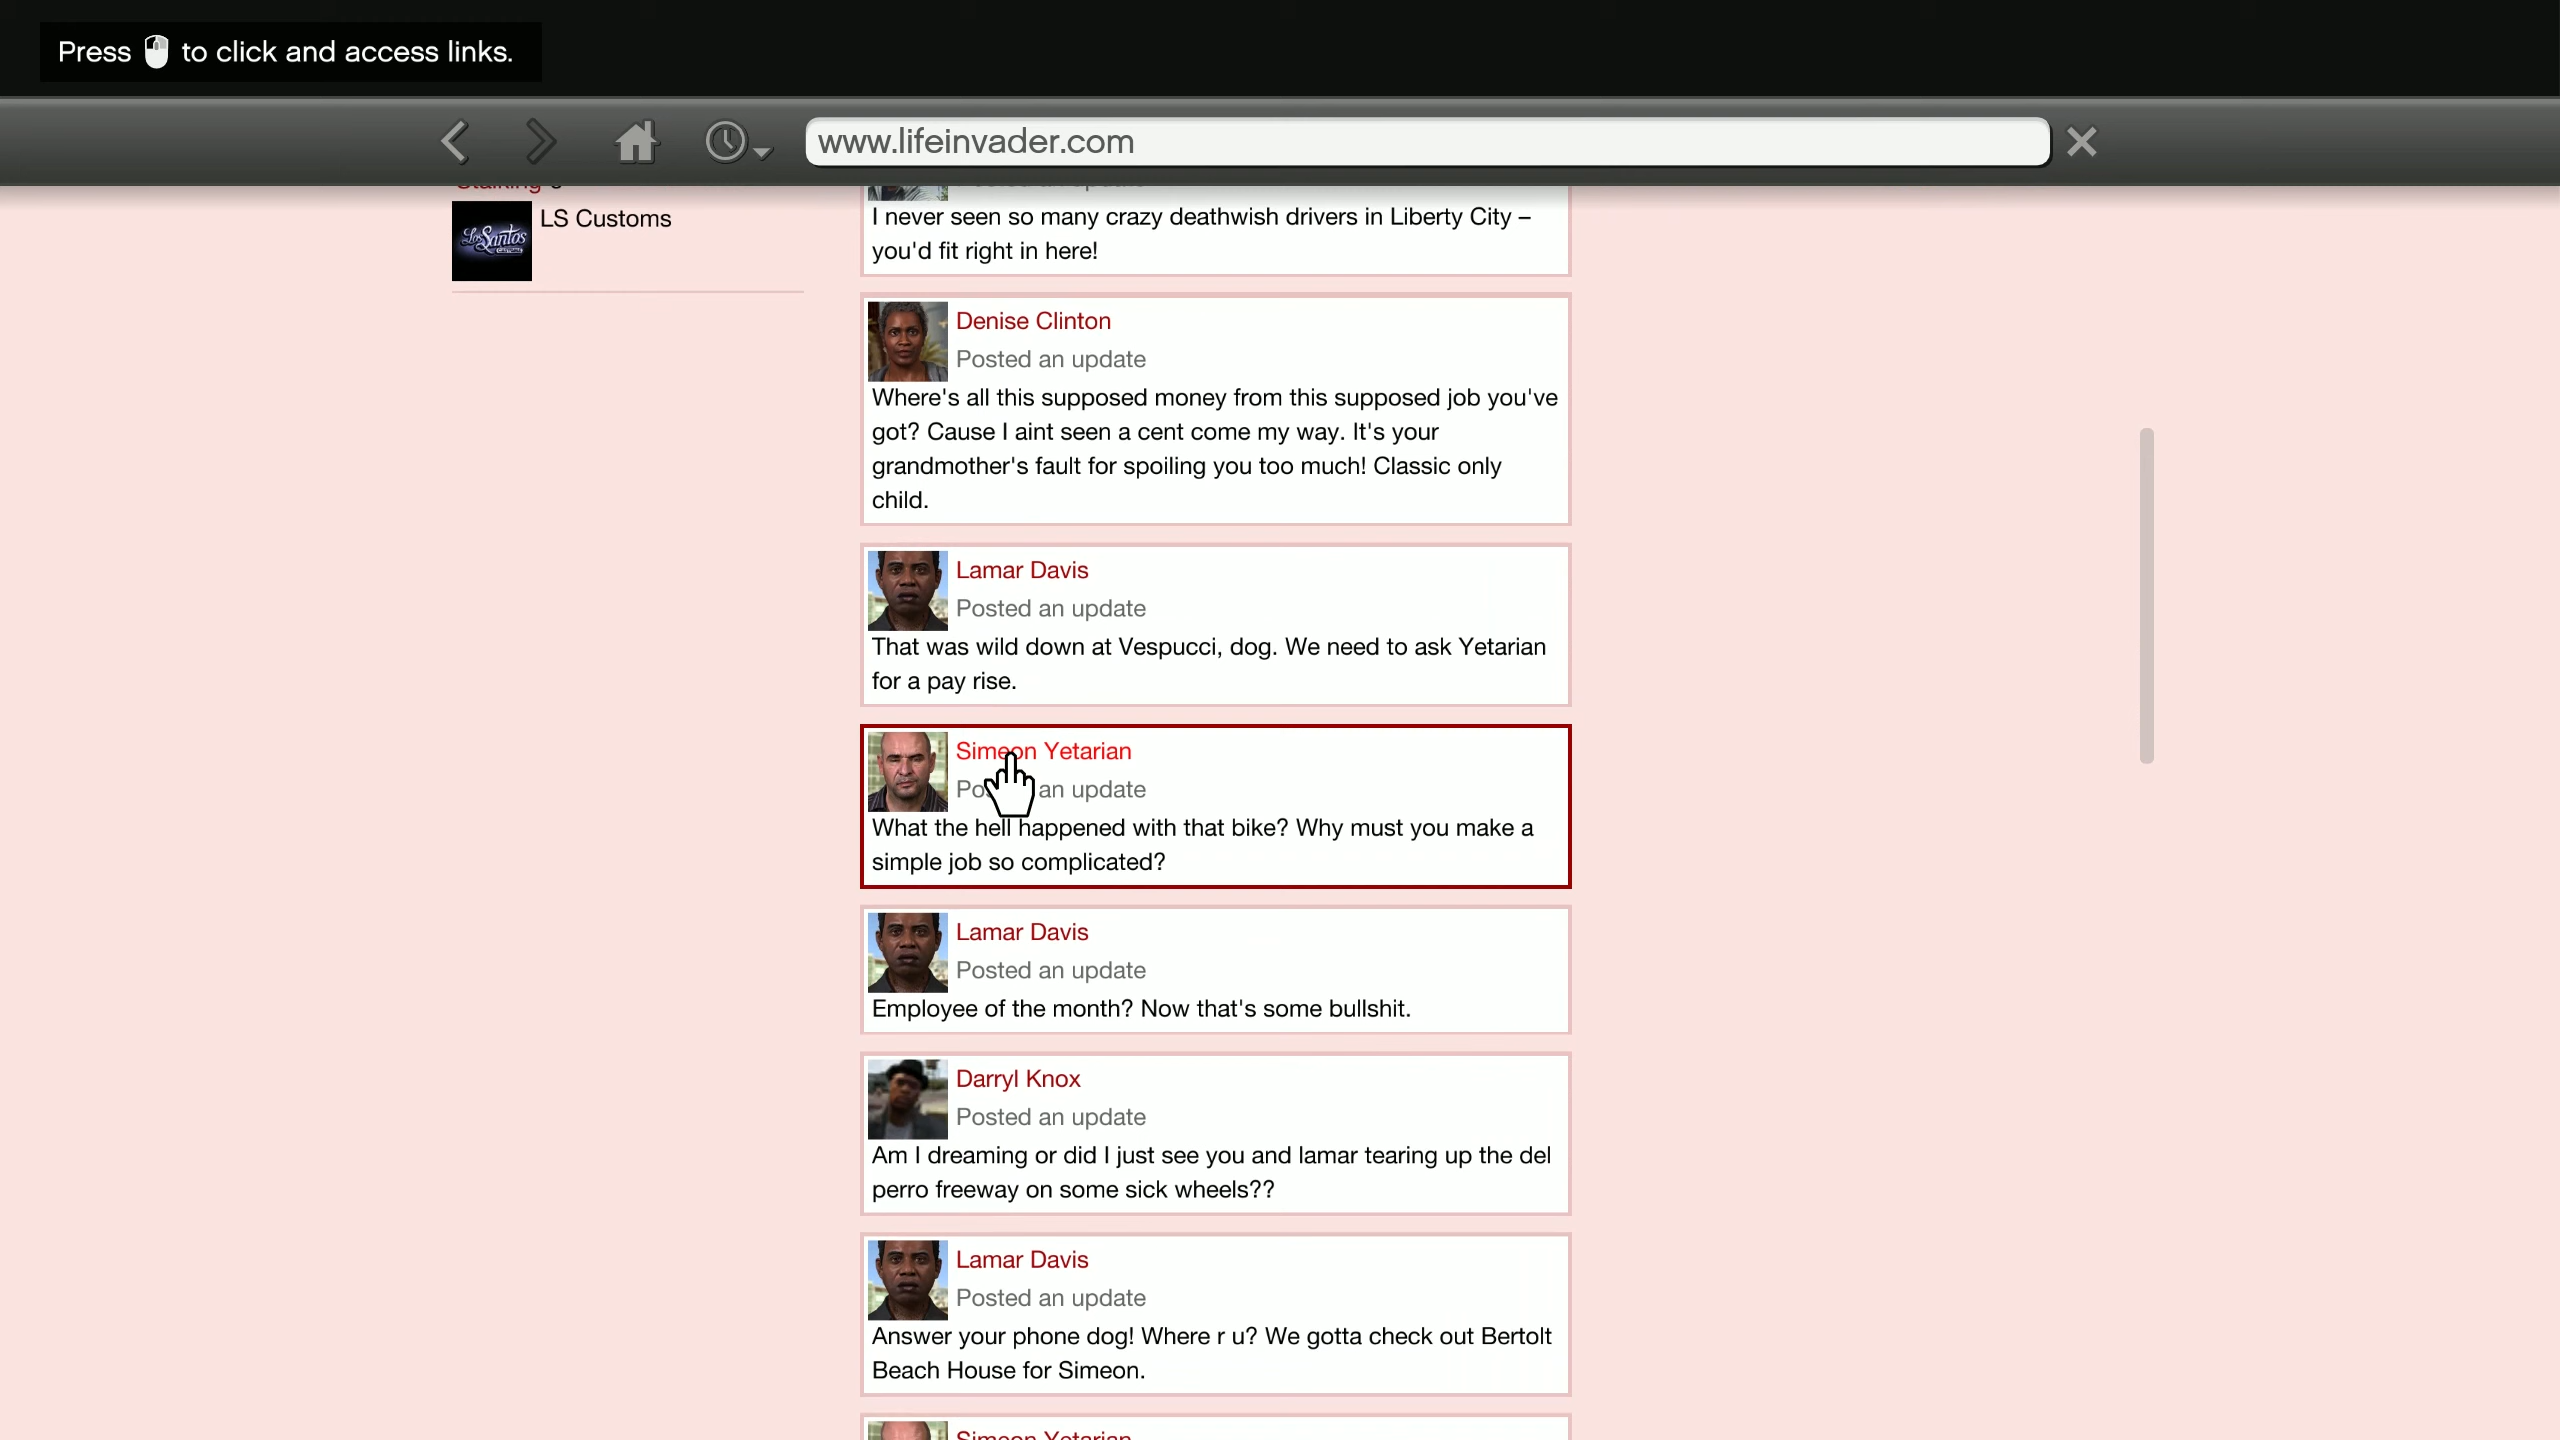 Press to click and access links.
www.lifeinvader.com
Stalking
LS Customs
Los Santos
I never seen so many crazy deathwish drivers in Liberty City –
you'd fit right in here!
Denise Clinton
Posted an update
Where's all this supposed money from this supposed job you've
got? Cause I aint seen a cent come my way. It's your
grandmother's fault for spoiling you too much! Classic only
child.
Lamar Davis
Posted an update
That was wild down at Vespucci, dog. We need to ask Yetarian
for a pay rise.
Simeon Yetarian
an update
What the hell happened with that bike? Why must you make a
simple job so complicated?
Lamar Davis
Posted an update
Employee of the month? Now that's some bullshit.
Darryl Knox
Posted an update
Am I dreaming or did I just see you and lamar tearing up the del
perro freeway on some sick wheels??
Lamar Davis
Posted an update
Answer your phone dog! Where r u? We gotta check out Bertolt
Beach House for Simeon.
Simeon Yetarian